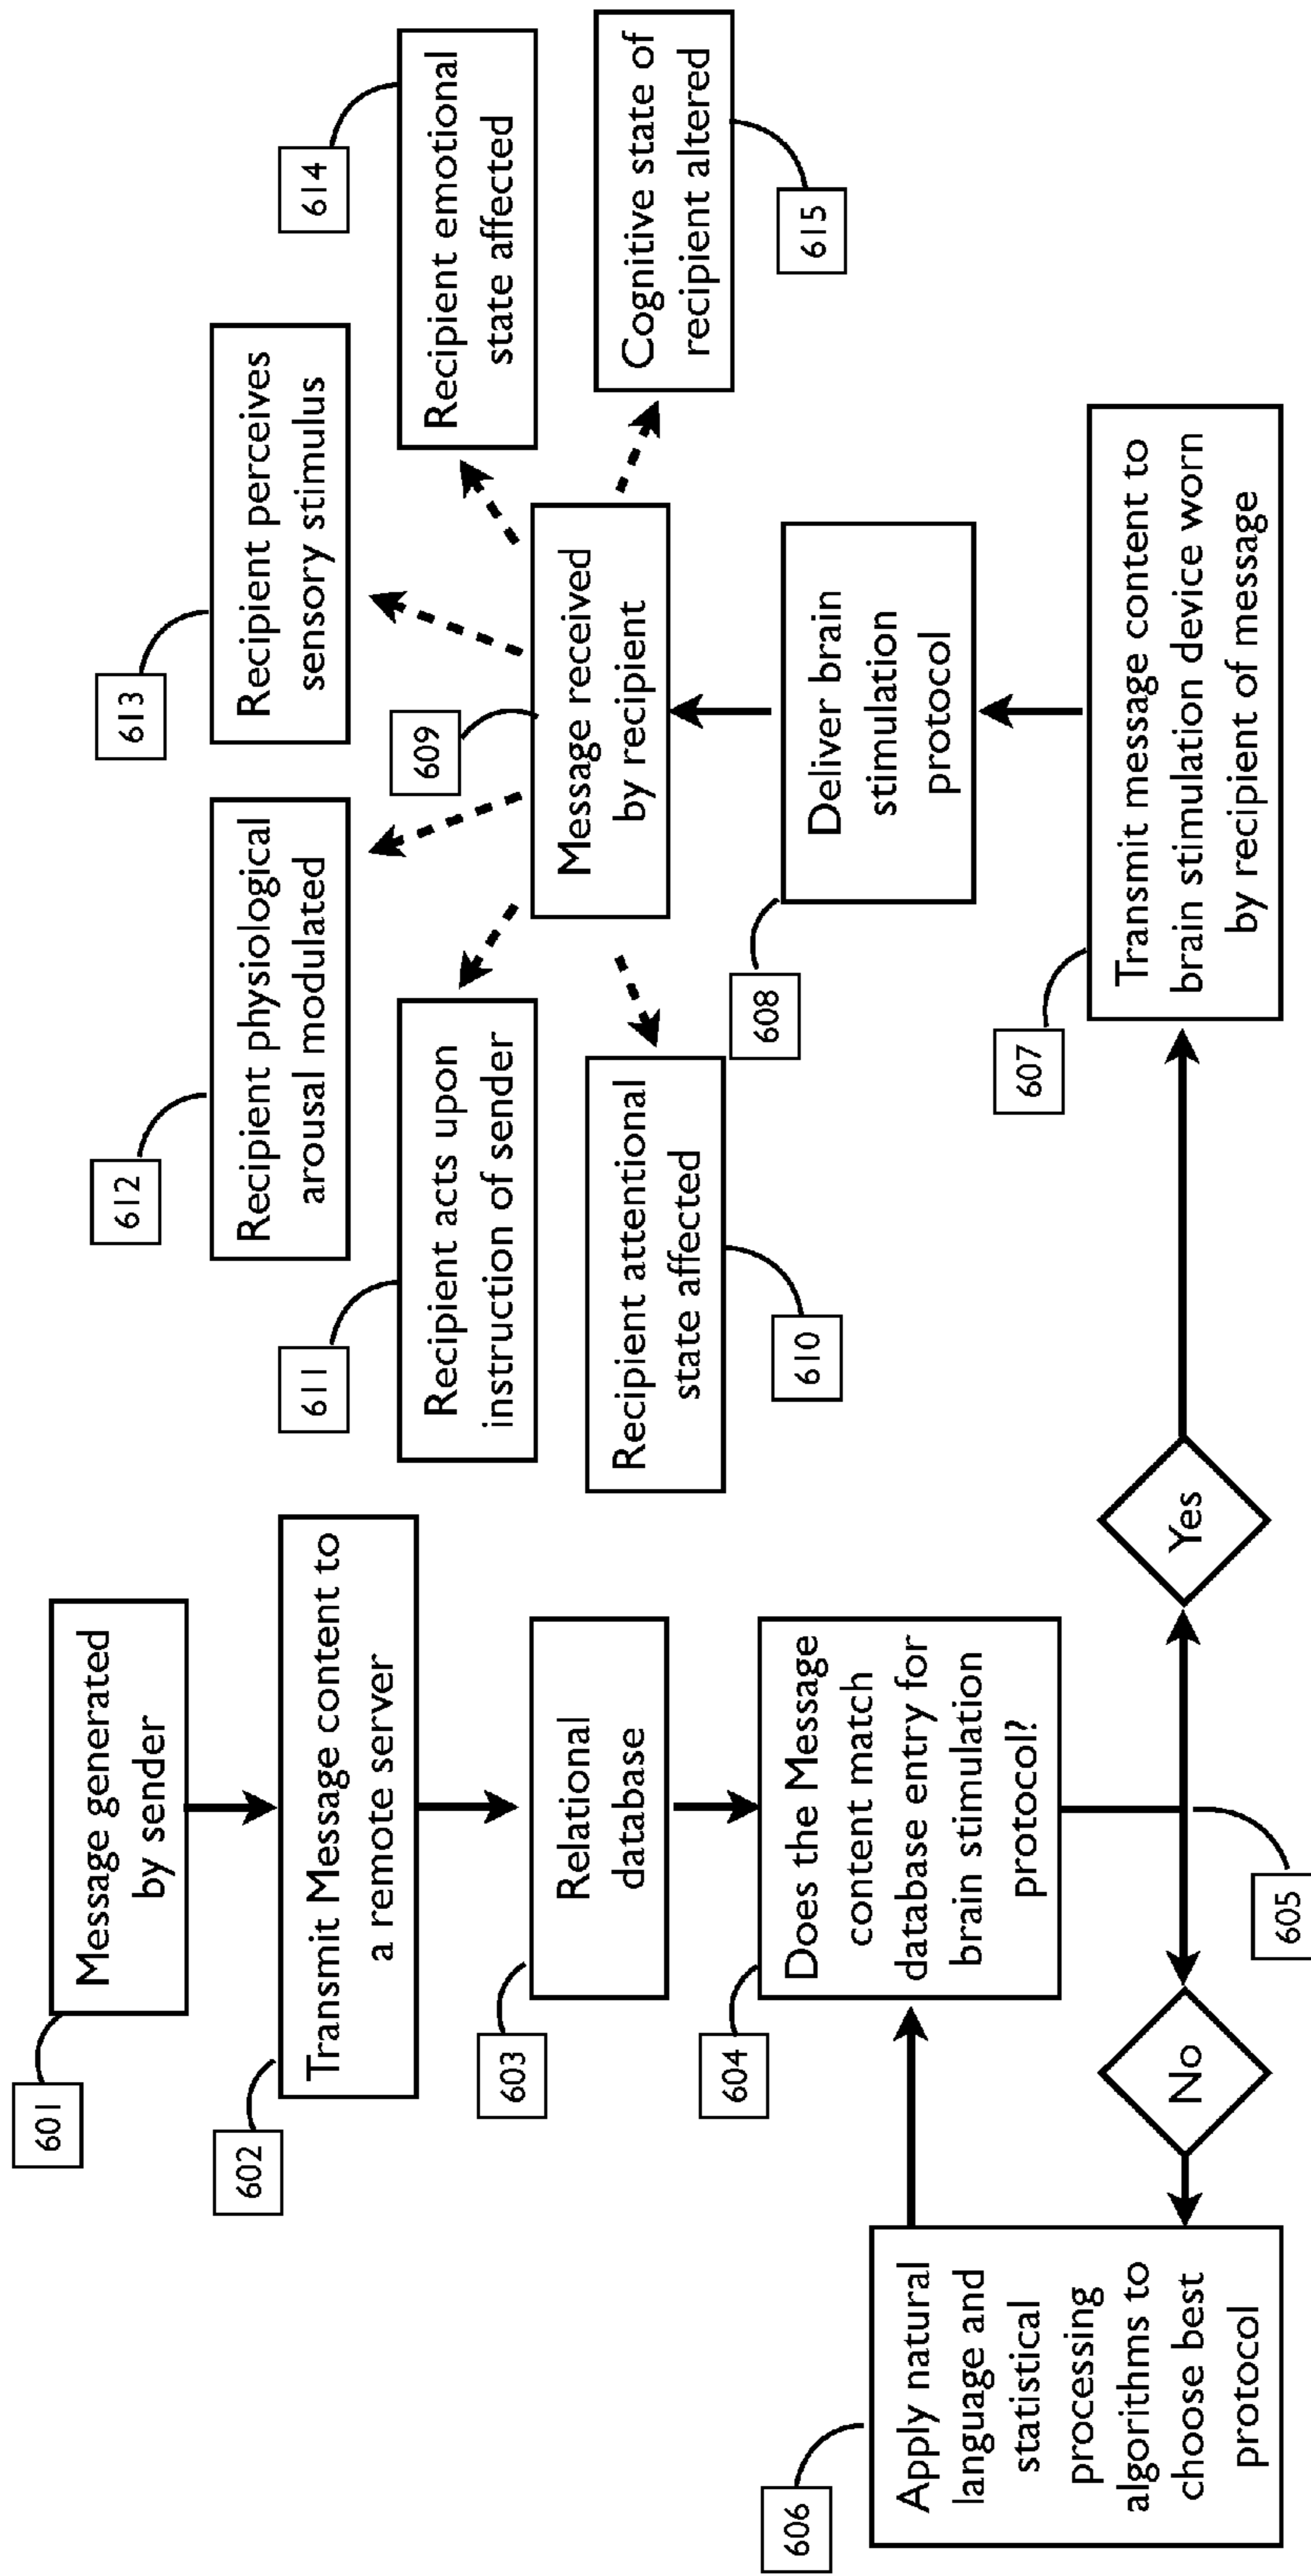 601
Message generated
by sender
602
Transmit Message content to
a remote server
603
Relational
database
604
Does the Message
content match
database entry for
brain stimulation
protocol?
605
No
Yes
606
Apply natural
language and
statistical
processing
algorithms to
choose best
protocol
607
Transmit message content to
brain stimulation device worn
by recipient of message
608
Deliver brain
stimulation
protocol
609
Message received
by recipient
610
Recipient attentional
state affected
611
Recipient acts upon
instruction of sender
612
Recipient physiological
arousal modulated
613
Recipient perceives
sensory stimulus
614
Recipient emotional
state affected
615
Cognitive state of
recipient altered